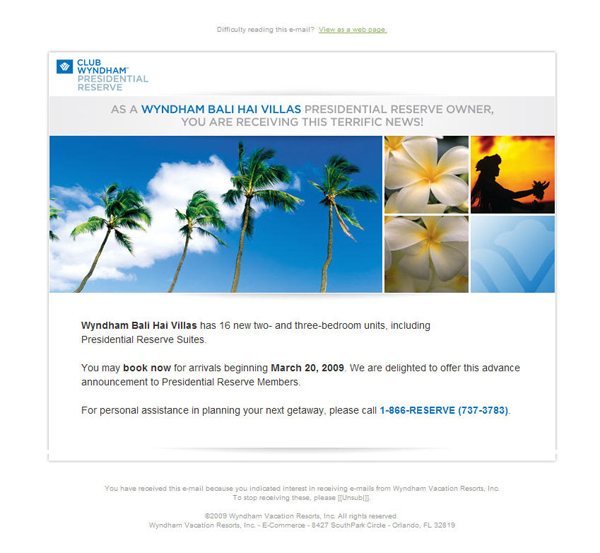 Difficulty reading this e-mail? View as a web page.
CLUB
WYNDHAM
PRESIDENTIAL
RESERVE
AS A WYNDHAM BALI HAI VILLAS PRESIDENTIAL RESERVE OWNER,
YOU ARE RECEIVING THIS TERRIFIC NEWS!
Wyndham Bali Hai Villas has 16 new two- and three-bedroom units, including
Presidential Reserve Suites.
You may book now for arrivals beginning March 20, 2009. We are delighted to offer this advance
announcement to Presidential Reserve Members.
For personal assistance in planning your next getaway, please call 1-866-RESERVE (737-3783).
You have received this e-mail because you indicated interest in receiving e-mails from Wyndham Vacation Resorts, Inc.
To stop receiving these, please [[Unsub]].
©2009 Wyndham Vacation Resorts, Inc. All rights reserved.
Wyndham Vacation Resorts, Inc. - E-Commerce - 8427 SouthPark Circle - Orlando, FL 32819